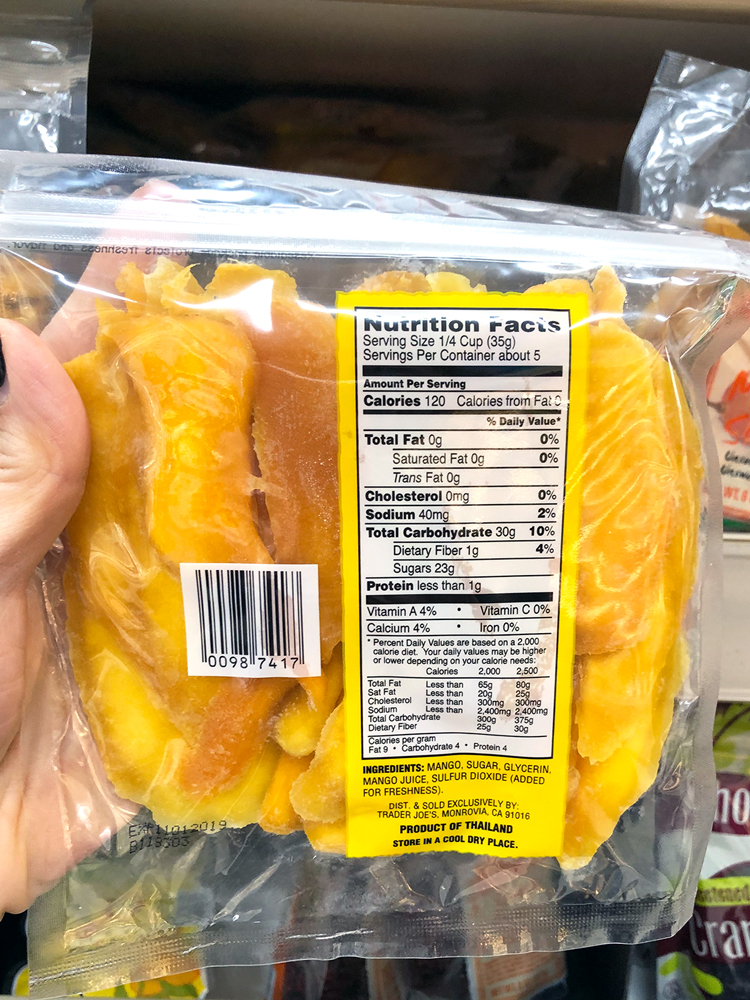 protects freshness and flavor.
Nutrition Facts
Serving Size 1/4 Cup (35g)
Servings Per Container about 5
Amount Per Serving
Calories 120 Calories from Fat 0
% Daily Value*
Total Fat 0g 0%
Saturated Fat 0g 0%
Trans Fat 0g
Cholesterol 0mg 0%
Sodium 40mg 2%
Total Carbohydrate 30g 10%
Dietary Fiber 1g 4%
Sugars 23g
Protein less than 1g
Vitamin A 4% • Vitamin C 0%
Calcium 4% • Iron 0%
* Percent Daily Values are based on a 2,000
calorie diet. Your daily values may be higher
or lower depending on your calorie needs:
Calories 2,000 2,500
Total Fat Less than 65g 80g
Sat Fat Less than 20g 25g
Cholesterol Less than 300mg 300mg
Sodium Less than 2,400mg 2,400mg
Total Carbohydrate 300g 375g
Dietary Fiber 25g 30g
Calories per gram
Fat 9 • Carbohydrate 4 • Protein 4
INGREDIENTS: MANGO, SUGAR, GLYCERIN,
MANGO JUICE, SULFUR DIOXIDE (ADDED
FOR FRESHNESS).
DIST. & SOLD EXCLUSIVELY BY:
TRADER JOE'S, MONROVIA, CA 91016
PRODUCT OF THAILAND
STORE IN A COOL DRY PLACE.
0098 7417
EXP11012019